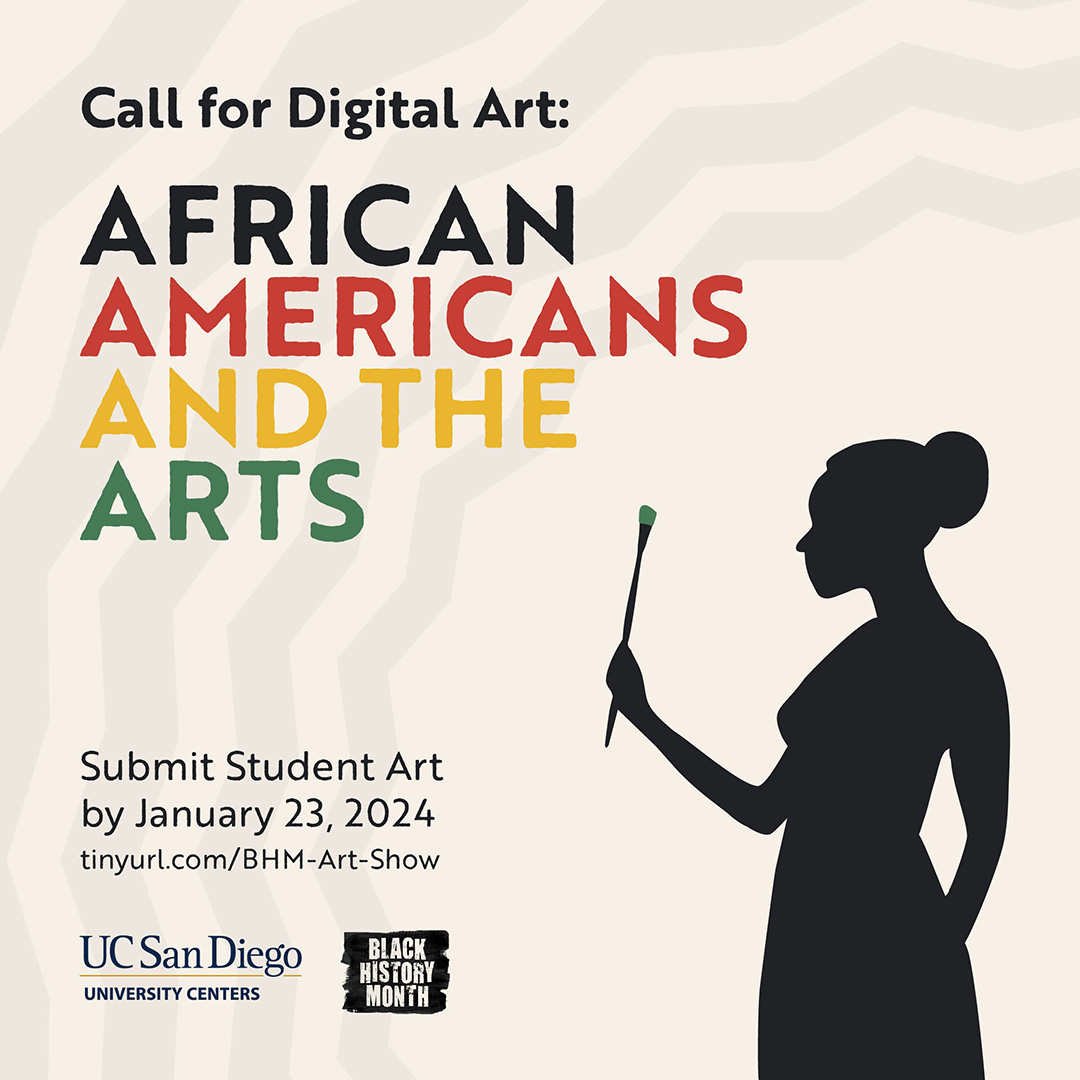 Call for Digital Art:
AFRICAN
AMERICANS
AND THE
ARTS
Submit Student Art
by January 23, 2024
tinyurl.com/BHM-Art-Show
UC San Diego
UNIVERSITY CENTERS
BLACK
HISTORY
MONTH